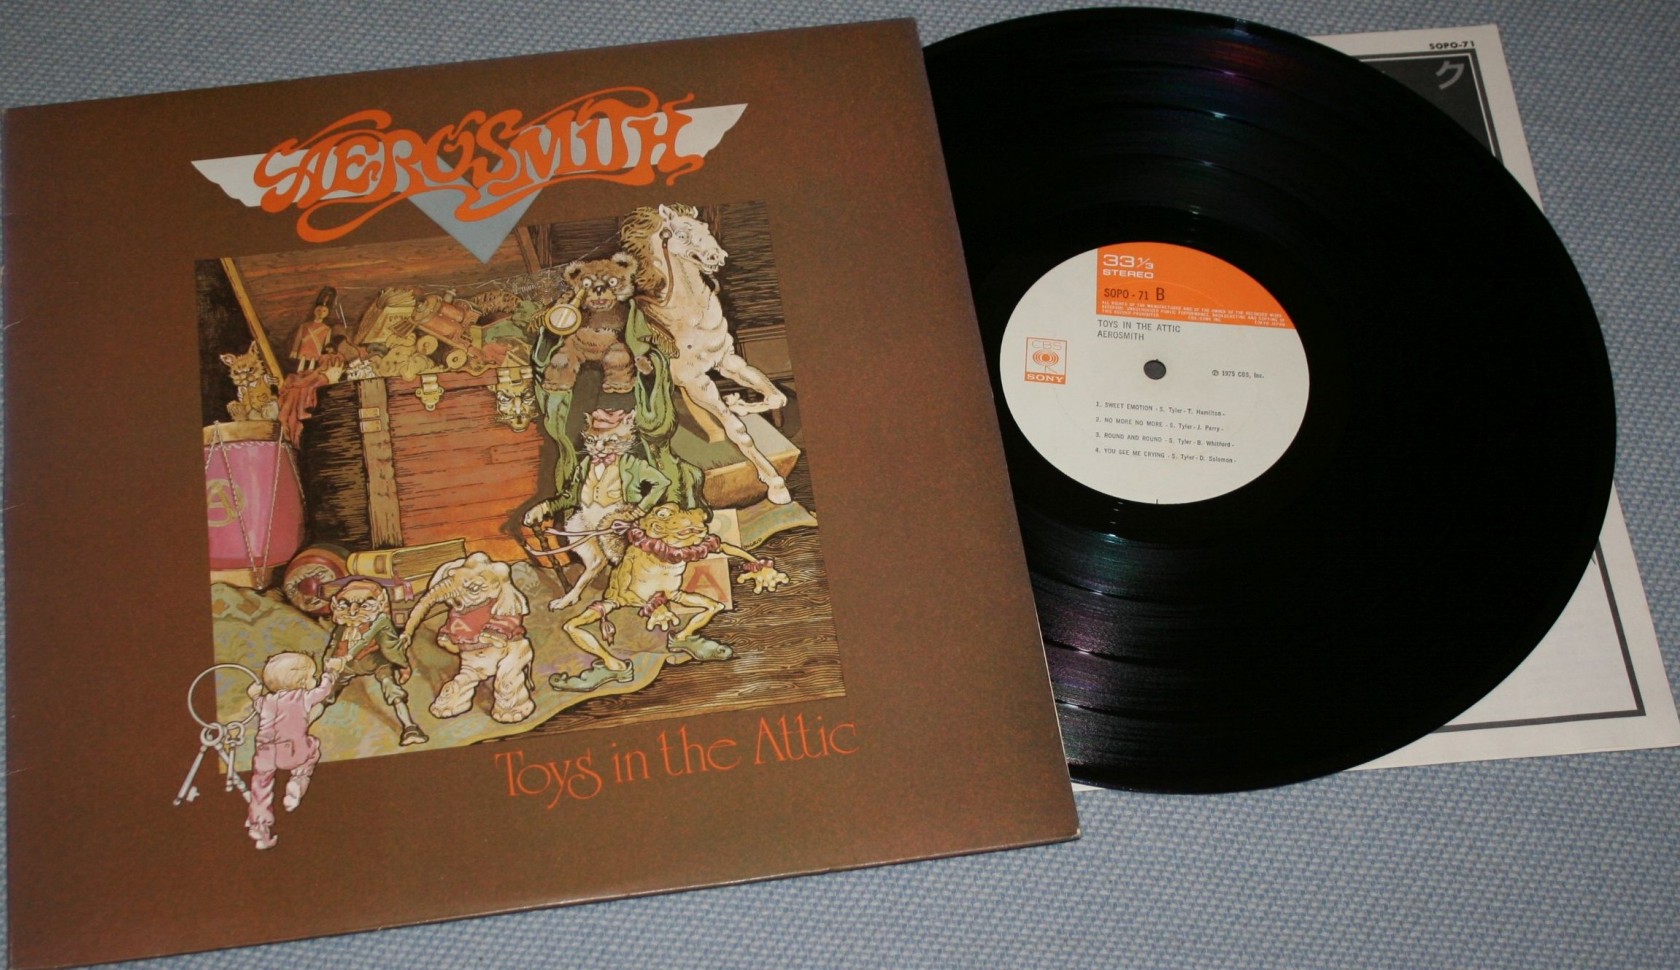 AEROSMITH
A
A
A
Toys in the Attic
SOPO-71
ク
33 1/3
STEREO
SOPO - 71 B
TOYS IN THE ATTIC
AEROSMITH
CBS
SONY
℗ 1975 CBS, Inc.
1. SWEET EMOTION - S. Tyler - T. Hamilton -
2. NO MORE NO MORE - S. Tyler - J. Perry -
3. ROUND AND ROUND - S. Tyler - B. Whitford -
4. YOU SEE ME CRYING - S. Tyler - D. Solomon -